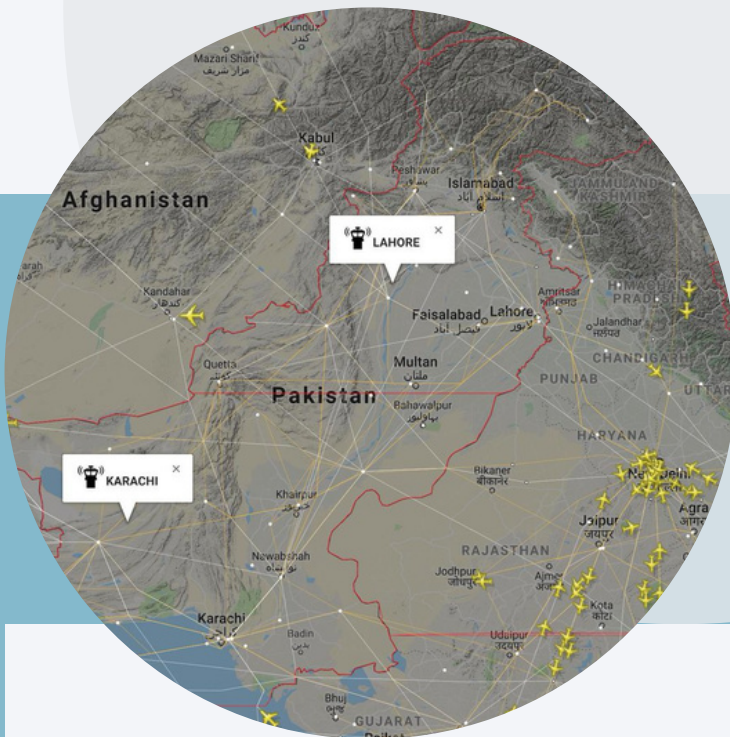 Kunduz
کندز
Mazari Sharif
مزار شریف
Kabul
Peshawar
Islamabad
اسلام آباد
JAMMU AND
KASHMIR
Afghanistan
LAHORE
×
Kandahar
کندهار
Amritsar
HIMACHAL
PRADESH
Faisalabad
فیصل آباد
Lahore
لاہور
Jalandhar
CHANDIGARH
Quetta
Multan
ملتان
PUNJAB
UTTAR
Pakistan
Bahawalpur
بہاولپور
HARYANA
KARACHI
×
Bikaner
बीकानेर
New Delhi
Khairpur
Agra
Jaipur
जयपुर
Nawabshah
RAJASTHAN
Jodhpur
जोधपुर
Ajmer
Kota
कोटा
Karachi
کراچی
Badin
بدین
Udaipur
उदयपुर
Bhuj
ભુજ
GUJARAT